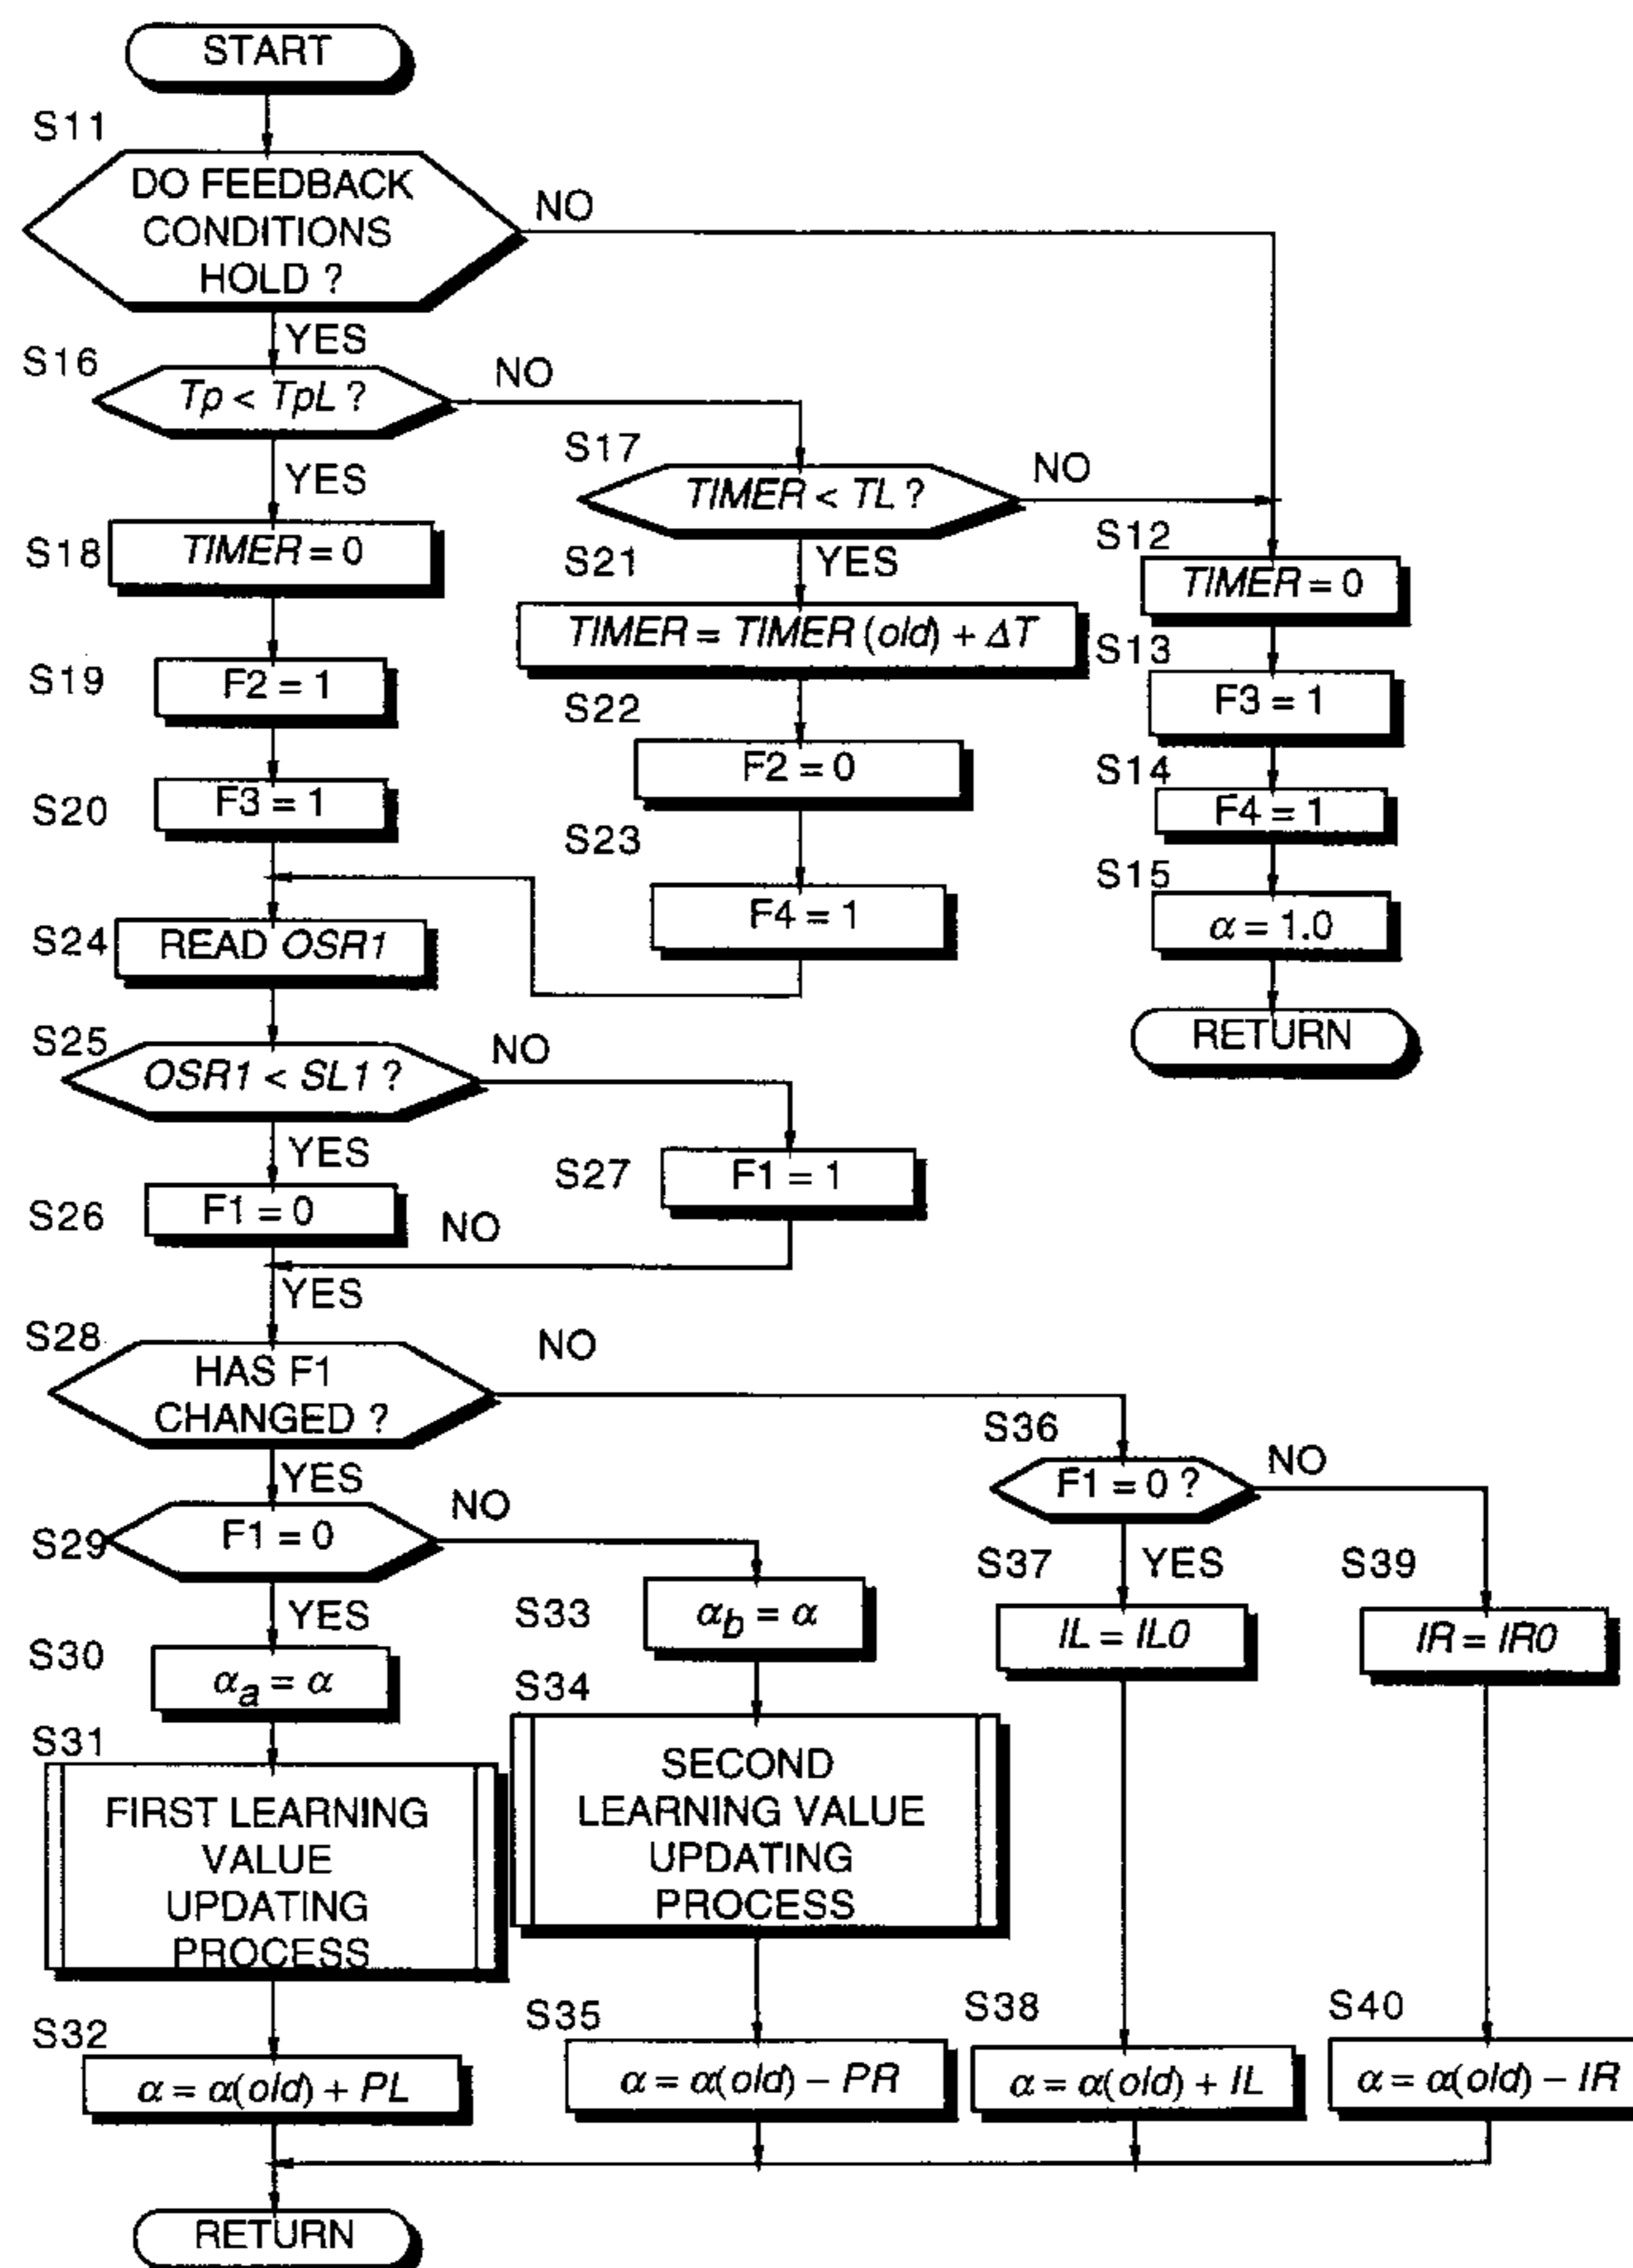 START
S11
DO FEEDBACK
CONDITIONS
HOLD ?
NO
YES
S16
Tp < TpL ?
NO
YES
S17
TIMER < TL ?
NO
YES
S18
TIMER = 0
S19
F2 = 1
S20
F3 = 1
S21
TIMER = TIMER (old) + ΔT
S22
F2 = 0
S23
F4 = 1
S12
TIMER = 0
S13
F3 = 1
S14
F4 = 1
S15
α = 1.0
RETURN
S24
READ OSR1
S25
OSR1 < SL1 ?
NO
YES
S26
F1 = 0
S27
F1 = 1
NO
YES
S28
HAS F1
CHANGED ?
NO
YES
S29
F1 = 0
NO
YES
S30
αa = α
S31
FIRST LEARNING
VALUE
UPDATING
PROCESS
S32
α = α(old) + PL
S33
αb = α
S34
SECOND
LEARNING VALUE
UPDATING
PROCESS
S35
α = α(old) – PR
S36
F1 = 0 ?
NO
YES
S37
IL = IL0
S38
α = α(old) + IL
S39
IR = IR0
S40
α = α(old) – IR
RETURN